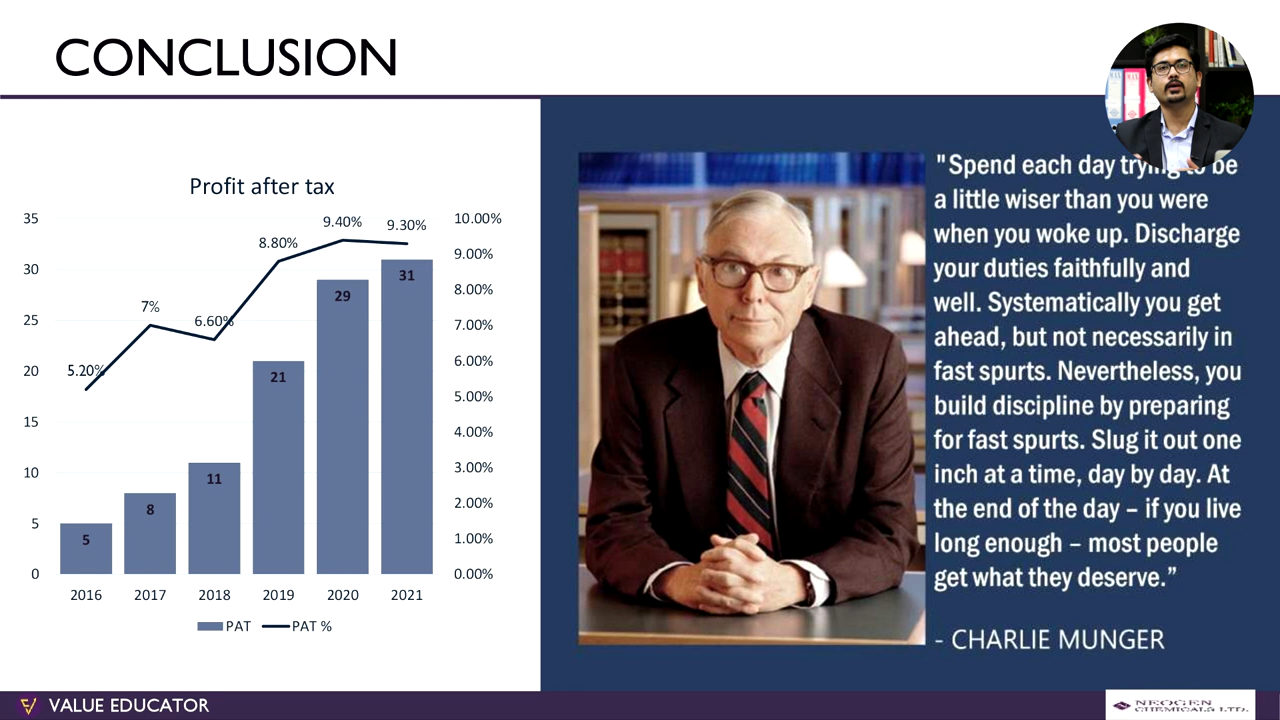 CONCLUSION
Profit after tax
35
30
25
20
15
10
5
0
10.00%
9.00%
8.00%
7.00%
6.00%
5.00%
4.00%
3.00%
2.00%
1.00%
0.00%
5.20%
7%
6.60%
8.80%
9.40%
9.30%
5
8
11
21
29
31
2016 2017 2018 2019 2020 2021
PAT PAT %
"Spend each day trying to be
a little wiser than you were
when you woke up. Discharge
your duties faithfully and
well. Systematically you get
ahead, but not necessarily in
fast spurts. Nevertheless, you
build discipline by preparing
for fast spurts. Slug it out one
inch at a time, day by day. At
the end of the day – if you live
long enough – most people
get what they deserve.”
- CHARLIE MUNGER
VALUE EDUCATOR
NEOGEN
CHEMICALS LTD.